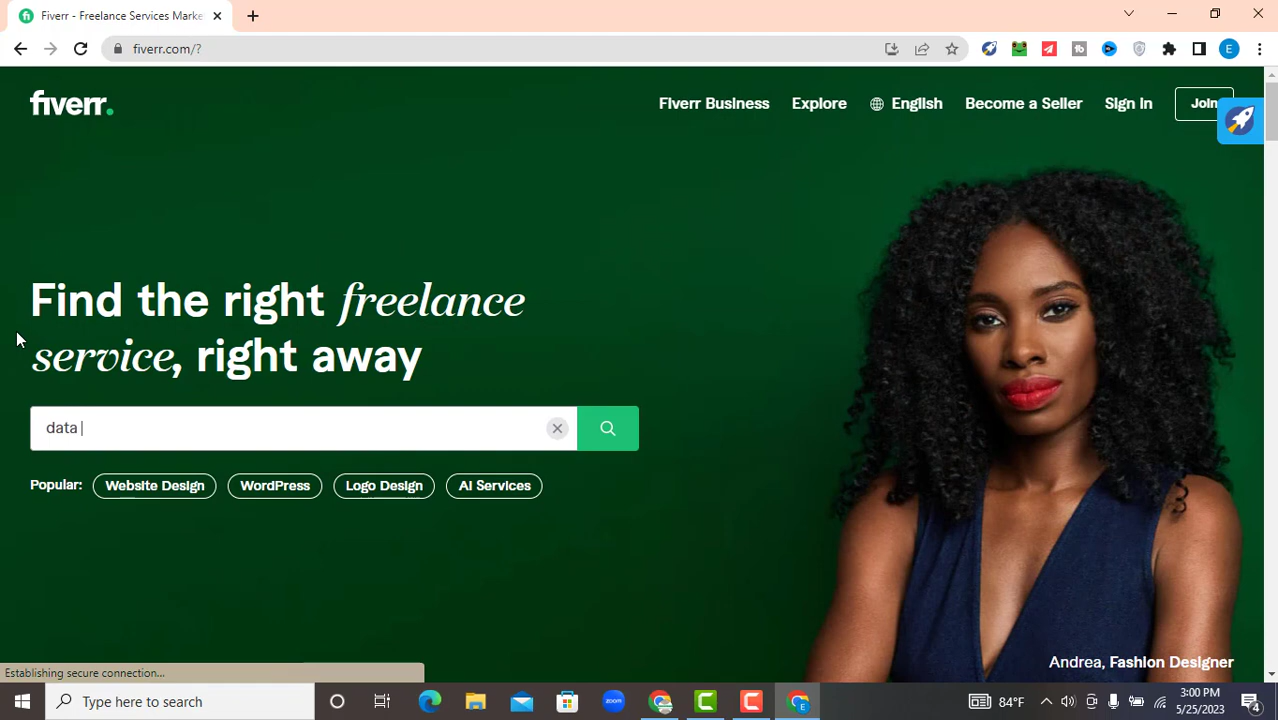 Fiverr - Freelance Services Marke
fiverr.com/?
E
fiverr.
Fiverr Business
Explore
English
Become a Seller
Sign In
Join
Find the right freelance
service, right away
data
Popular:
Website Design
WordPress
Logo Design
AI Services
Andrea, Fashion Designer
Establishing secure connection...
Type here to search
zoom
E
84°F
3:00 PM
5/25/2023
4